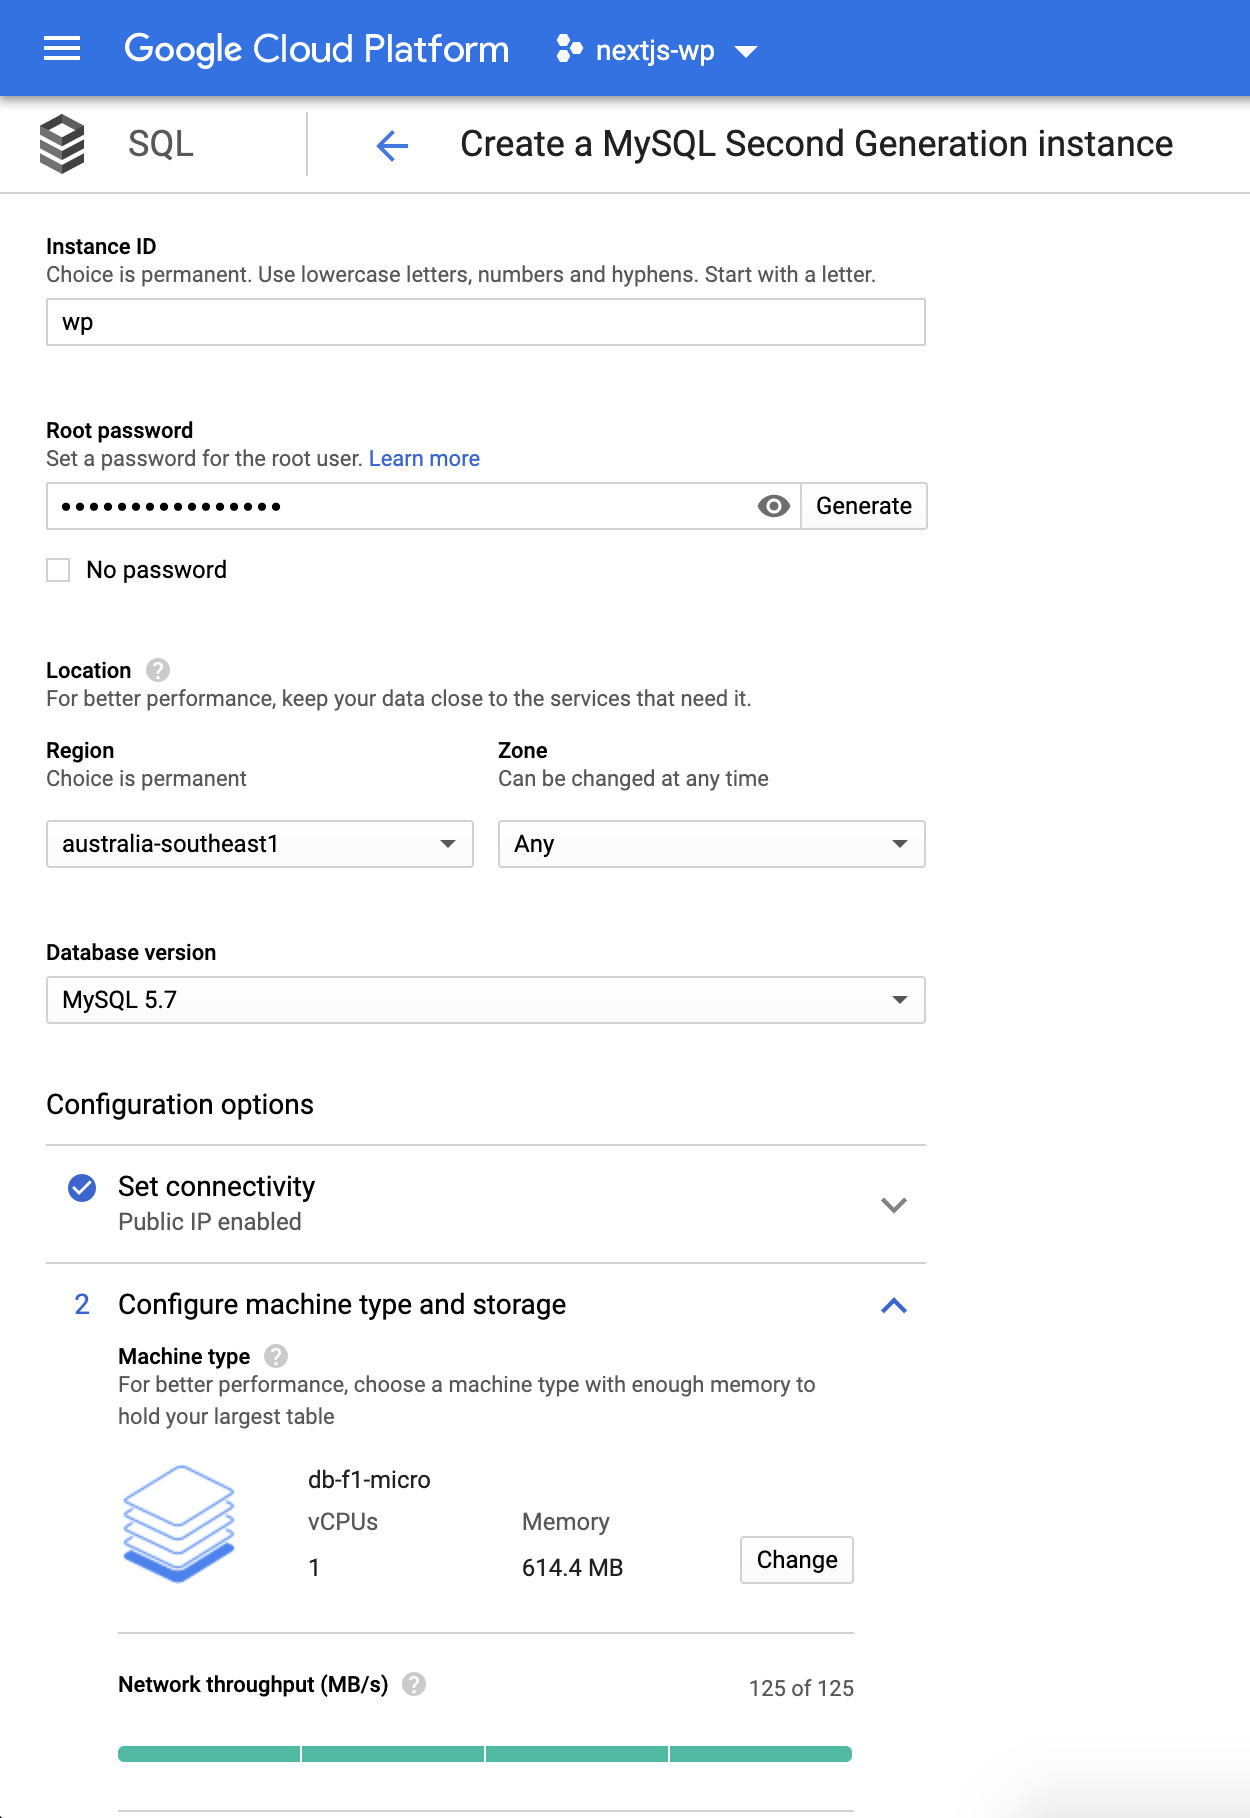 Google Cloud Platform nextjs-wp
SQL Create a MySQL Second Generation instance
Instance ID
Choice is permanent. Use lowercase letters, numbers and hyphens. Start with a letter.
wp
Root password
Set a password for the root user. Learn more
•••••••••••••••• Generate
No password
Location ?
For better performance, keep your data close to the services that need it.
Region Zone
Choice is permanent Can be changed at any time
australia-southeast1 Any
Database version
MySQL 5.7
Configuration options
Set connectivity
Public IP enabled
2 Configure machine type and storage
Machine type ?
For better performance, choose a machine type with enough memory to
hold your largest table
db-f1-micro
vCPUs Memory
1 614.4 MB Change
Network throughput (MB/s) ? 125 of 125